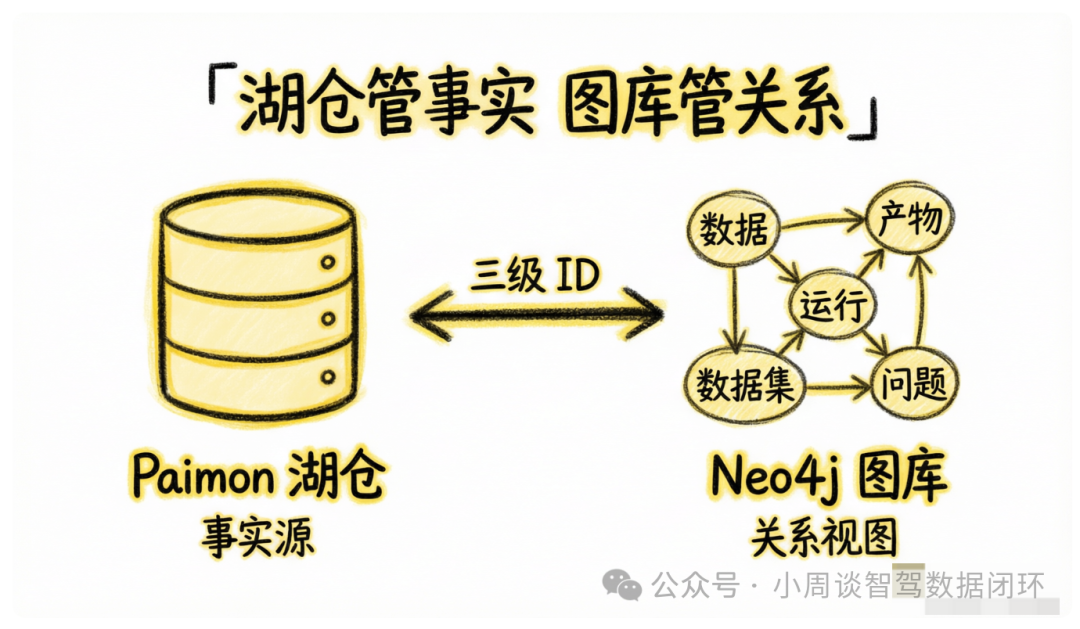 「湖仓管事实 图库管关系」
三级 ID
数据
产物
运行
数据集
问题
Paimon 湖仓
事实源
Neo4j 图库
关系视图
公众号 · 小周谈智驾数据闭环